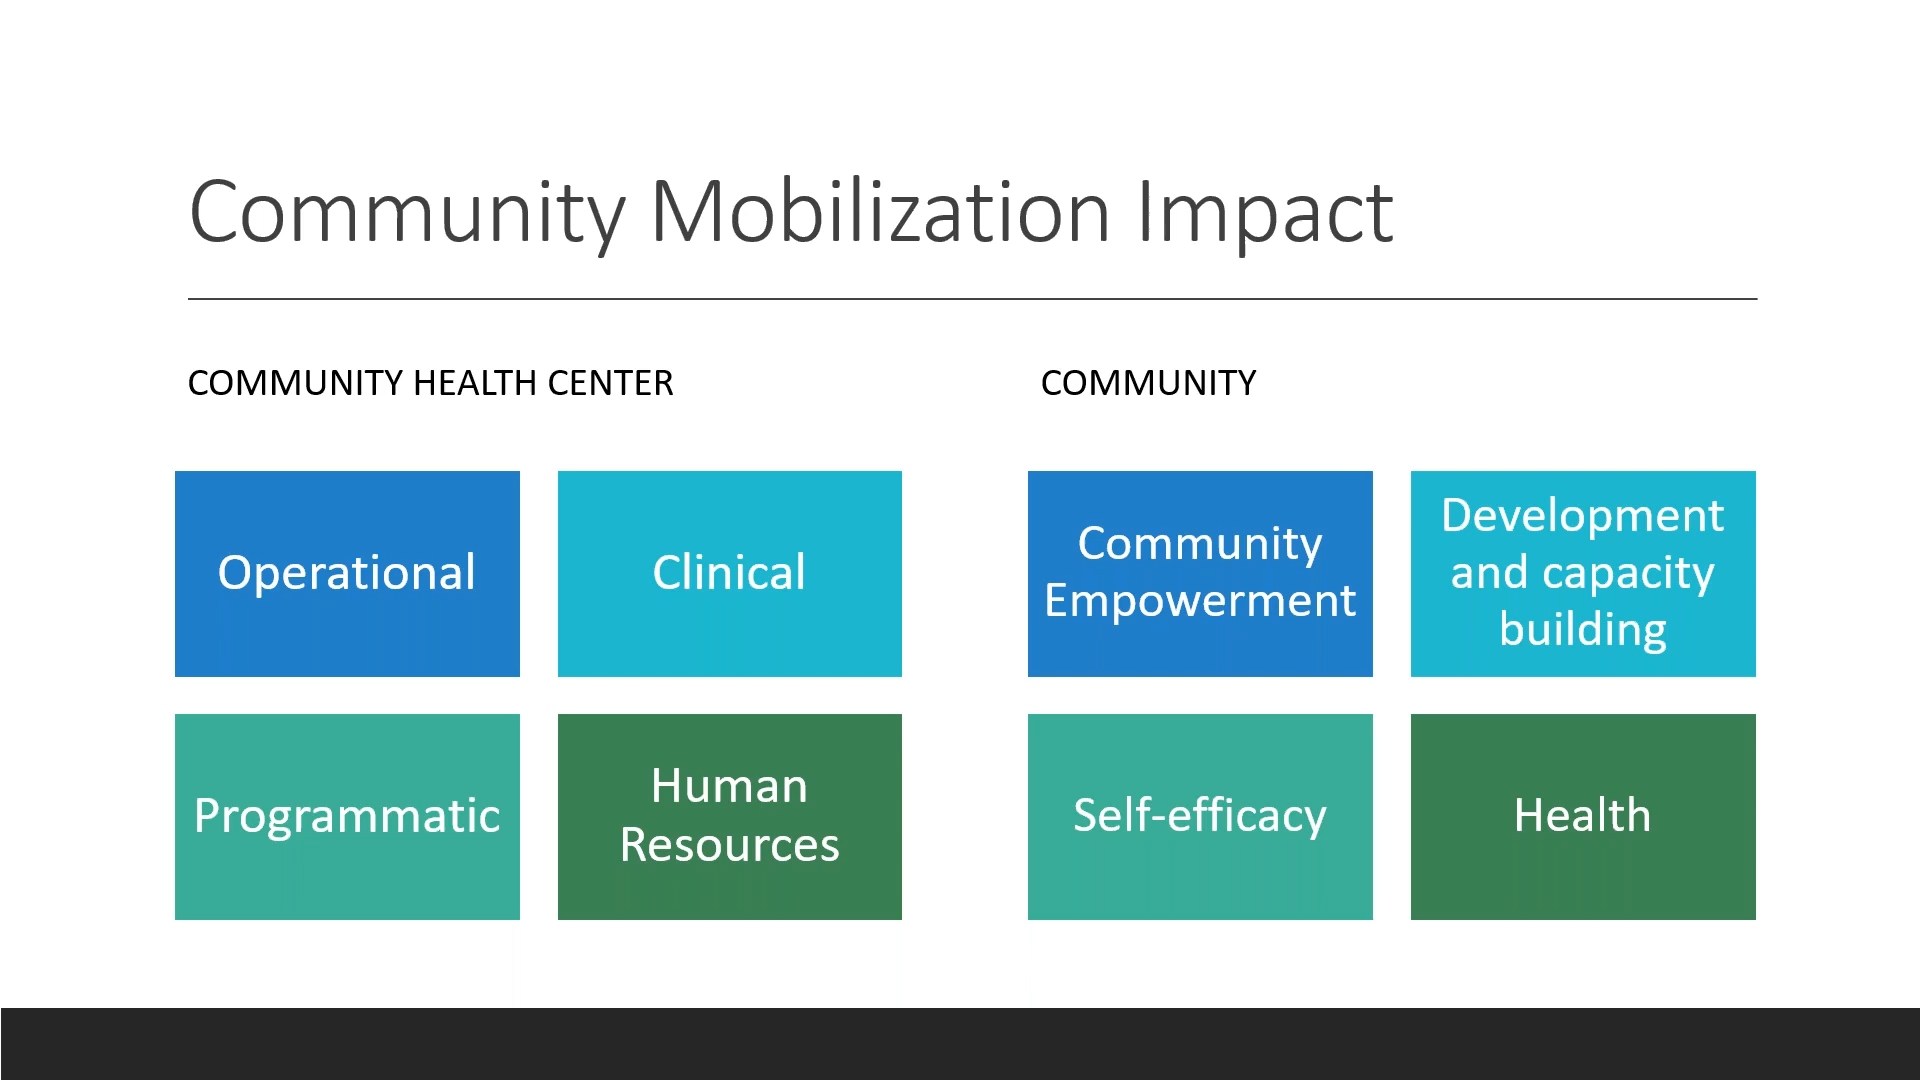 Community Mobilization Impact
COMMUNITY HEALTH CENTER
Operational
Clinical
Programmatic
Human
Resources
COMMUNITY
Community
Empowerment
Development
and capacity
building
Self-efficacy
Health